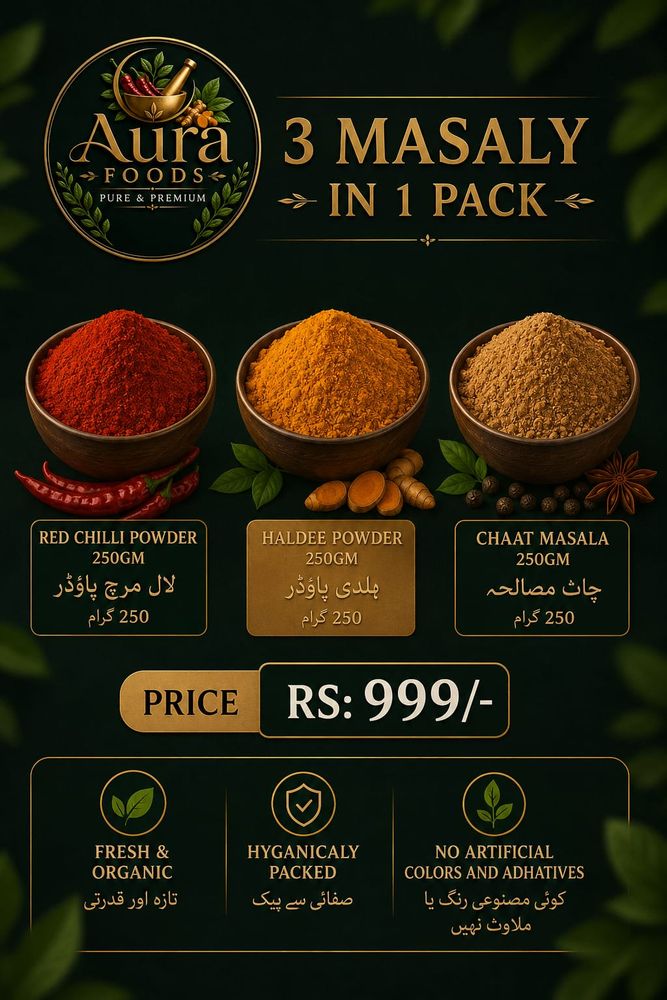 Aura
FOODS
PURE & PREMIUM
3 MASALY
IN 1 PACK
RED CHILLI POWDER
250GM
لال مرچ پاؤڈر
250 گرام
HALDEE POWDER
250GM
ہلدی پاؤڈر
250 گرام
CHAAT MASALA
250GM
چاٹ مصالحہ
250 گرام
PRICE
RS: 999/-
FRESH &
ORGANIC
تازہ اور قدرتی
HYGANICALY
PACKED
صفائی سے پیک
NO ARTIFICIAL
COLORS AND ADHATIVES
کوئی مصنوعی رنگ یا
ملاوٹ نہیں